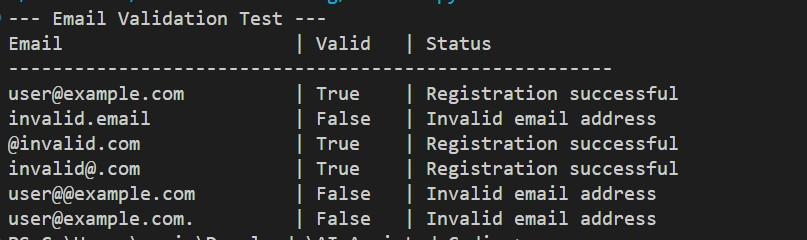 --- Email Validation Test ---
Email | Valid | Status
-------------------------------------------------------
user@example.com | True | Registration successful
invalid.email | False | Invalid email address
@invalid.com | True | Registration successful
invalid@.com | True | Registration successful
user@@example.com | False | Invalid email address
user@example.com. | False | Invalid email address